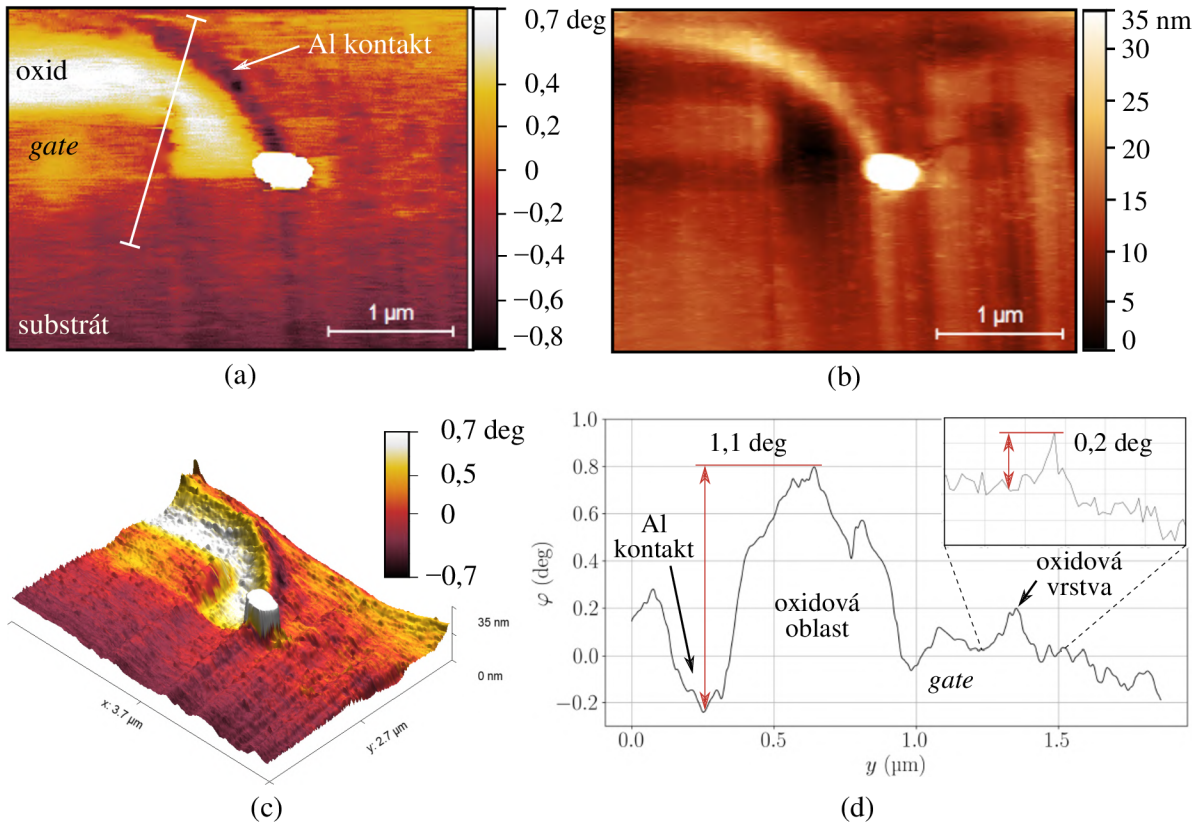 0,7 deg
0,4
0,2
0
−0,2
−0,4
−0,6
−0,8
Al kontakt
oxid
gate
substrát
1 µm
(a)
35 nm
30
25
20
15
10
5
0
1 µm
(b)
0,7 deg
0,5
0
−0,7
35 nm
0 nm
x: 3.7 µm
y: 2.7 µm
(c)
1.0
0.8
0.6
0.4
0.2
0.0
−0.2
φ (deg)
1,1 deg
0,2 deg
Al
kontakt
oxidová
oblast
oxidová
vrstva
gate
0.0
0.5
1.0
1.5
y (µm)
(d)